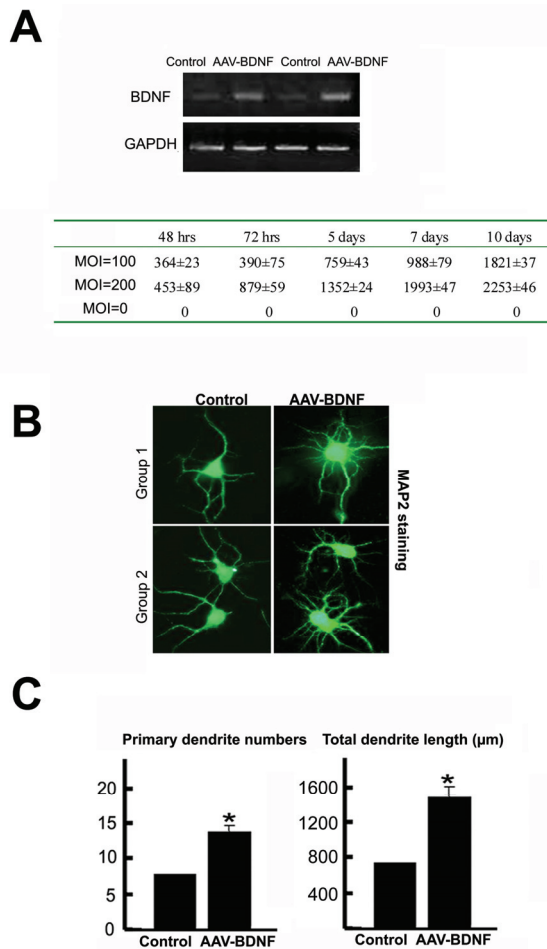 A
Control AAV-BDNF Control AAV-BDNF
BDNF
GAPDH
48 hrs 72 hrs 5 days 7 days 10 days
MOI=100 364±23 390±75 759±43 988±79 1821±37
MOI=200 453±89 879±59 1352±24 1993±47 2253±46
MOI=0 0 0 0 0 0
B
Control AAV-BDNF
Group 1
Group 2
MAP2 staining
C
Primary dendrite numbers
20
15
10
5
0
*
Control AAV-BDNF
Total dendrite length (µm)
1600
1200
800
400
*
Control AAV-BDNF